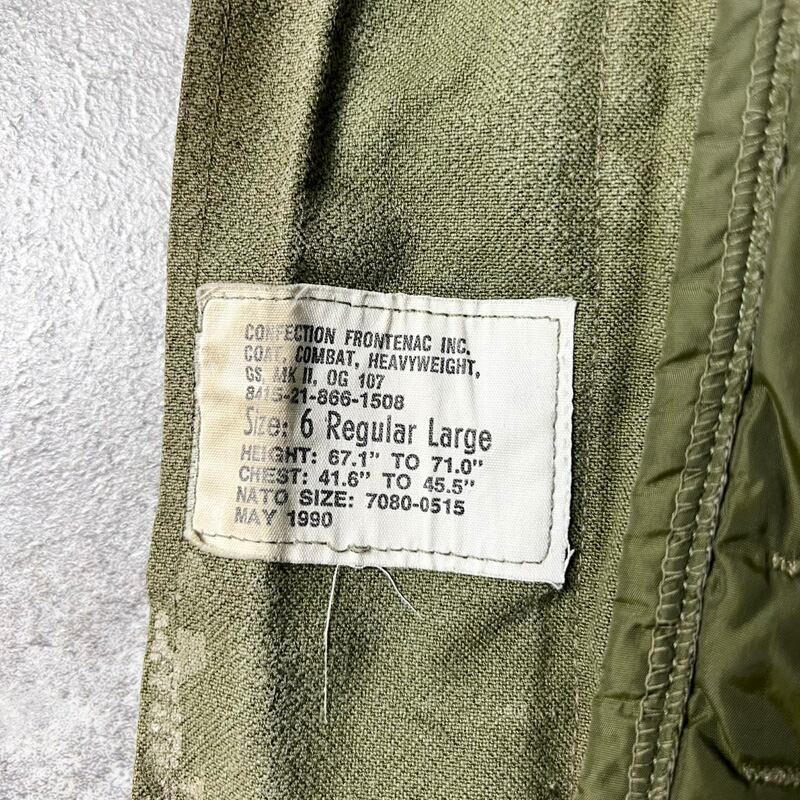 CONFECTION FRONTENAC INC.
COAT, COMBAT, HEAVYWEIGHT,
GS, MK II, OG 107
8415-21-866-1508
Size: 6 Regular Large
HEIGHT: 67.1" TO 71.0"
CHEST: 41.6" TO 45.5"
NATO SIZE: 7080-0515
MAY 1990